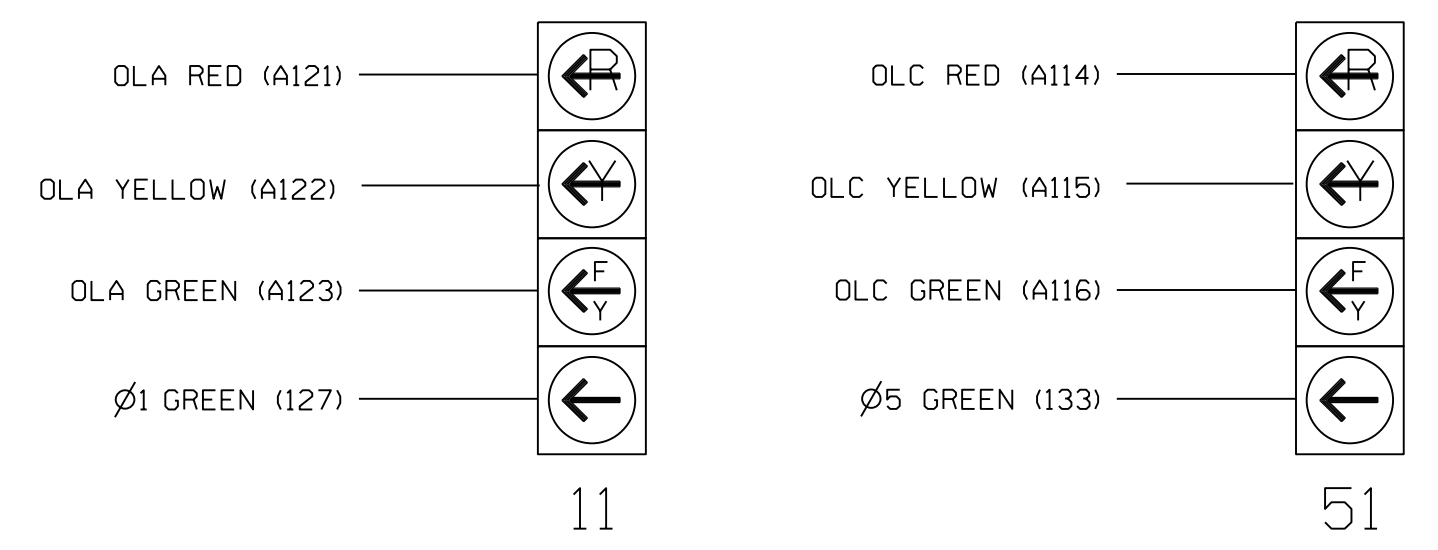 OLA RED (A121)
R
OLA YELLOW (A122)
Y
OLA GREEN (A123)
F
Y
Ø1 GREEN (127)
11
OLC RED (A114)
R
OLC YELLOW (A115)
Y
OLC GREEN (A116)
F
Y
Ø5 GREEN (133)
51